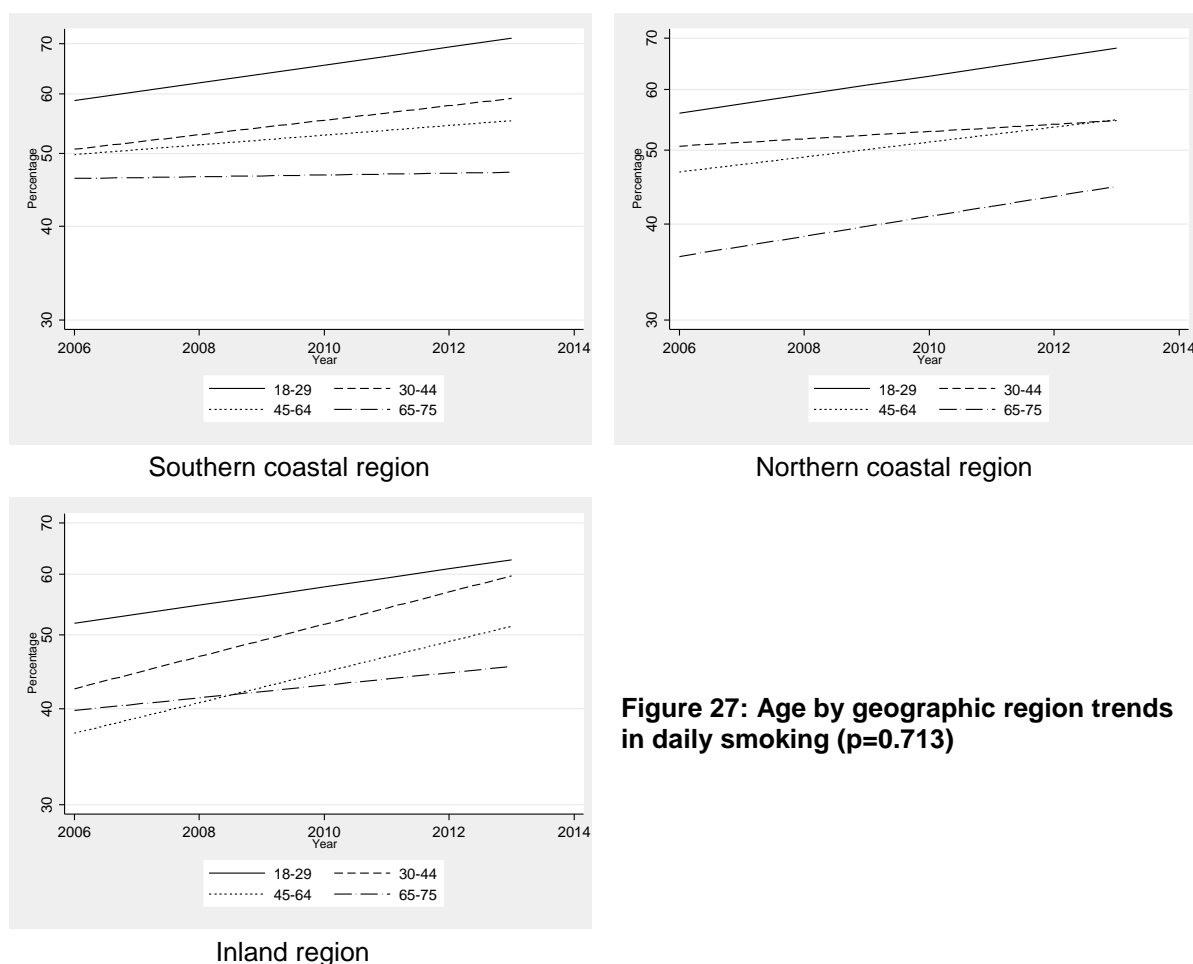 70
60
50
40
30
Percentage
2006 2008 2010 2012 2014
Year
18-29 30-44
45-64 65-75
Southern coastal region
70
60
50
40
30
Percentage
2006 2008 2010 2012 2014
Year
18-29 30-44
45-64 65-75
Northern coastal region
70
60
50
40
30
Percentage
2006 2008 2010 2012 2014
Year
18-29 30-44
45-64 65-75
Inland region
Figure 27: Age by geographic region trends
in daily smoking (p=0.713)